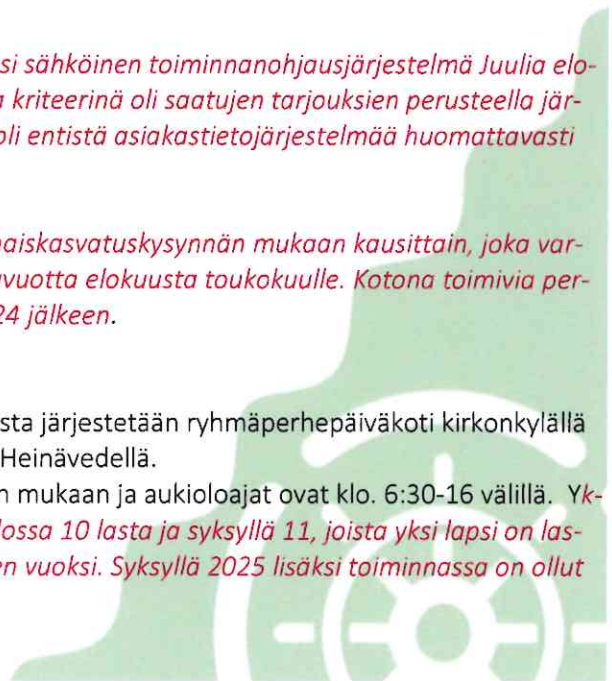 si sähköinen toiminnanohjausjärjestelmä Juulia elo-
a kriteerinä oli saatujen tarjouksien perusteella jär-
oli entistä asiakastietojärjestelmää huomattavasti
naiskasvatuskysynnän mukaan kausittain, joka var-
vuotta elokuusta toukokuulle. Kotona toimivia per-
24 jälkeen.
sta järjestetään ryhmäperhepäiväkoti kirkonkylällä
Heinävedellä.
n mukaan ja aukioloajat ovat klo. 6:30-16 välillä. Yk-
lossa 10 lasta ja syksyllä 11, joista yksi lapsi on las-
en vuoksi. Syksyllä 2025 lisäksi toiminnassa on ollut